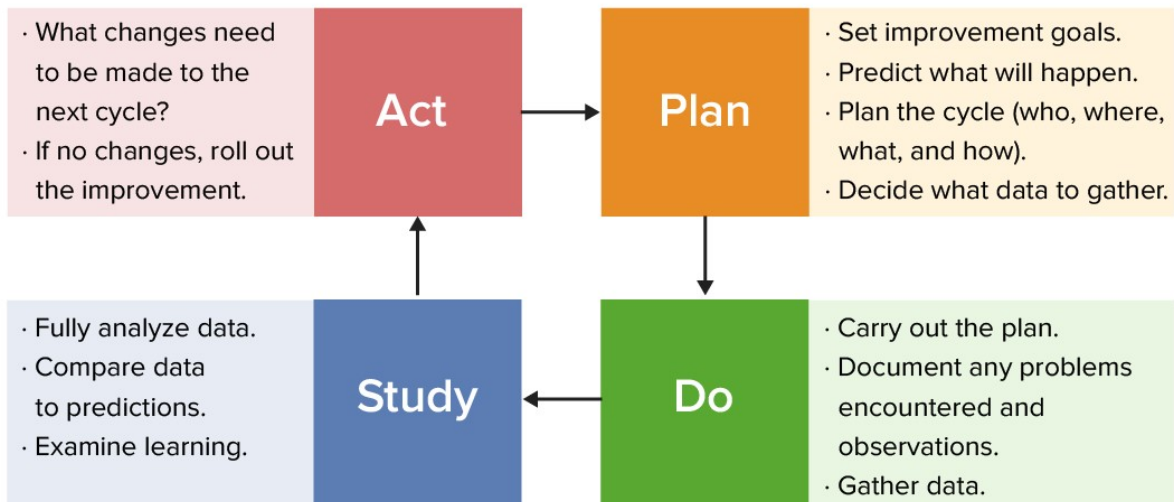 · What changes need
to be made to the
next cycle?
· If no changes, roll out
the improvement.
Act
Plan
· Set improvement goals.
· Predict what will happen.
· Plan the cycle (who, where,
what, and how).
· Decide what data to gather.
· Fully analyze data.
· Compare data
to predictions.
· Examine learning.
Study
Do
· Carry out the plan.
· Document any problems
encountered and
observations.
· Gather data.